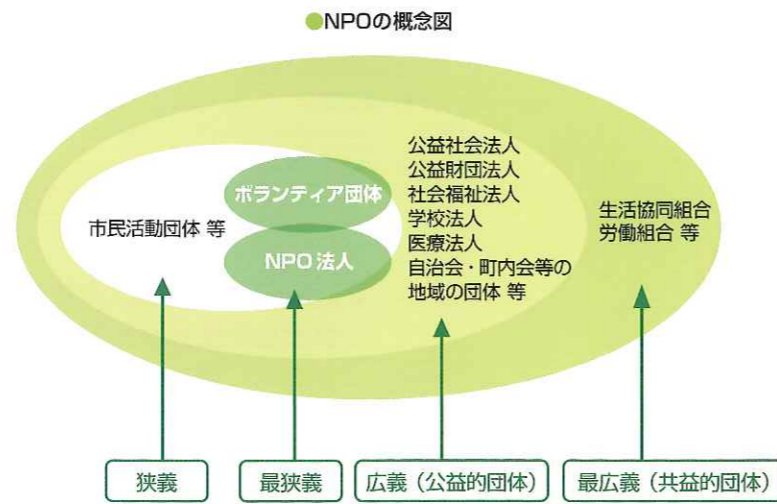 ●NPOの概念図
市民活動団体 等
ボランティア団体
NPO 法人
公益社会法人
公益財団法人
社会福祉法人
学校法人
医療法人
自治会・町内会等の
地域の団体 等
生活協同組合
労働組合 等
狭義
最狭義
広義（公益的団体）
最広義（共益的団体）